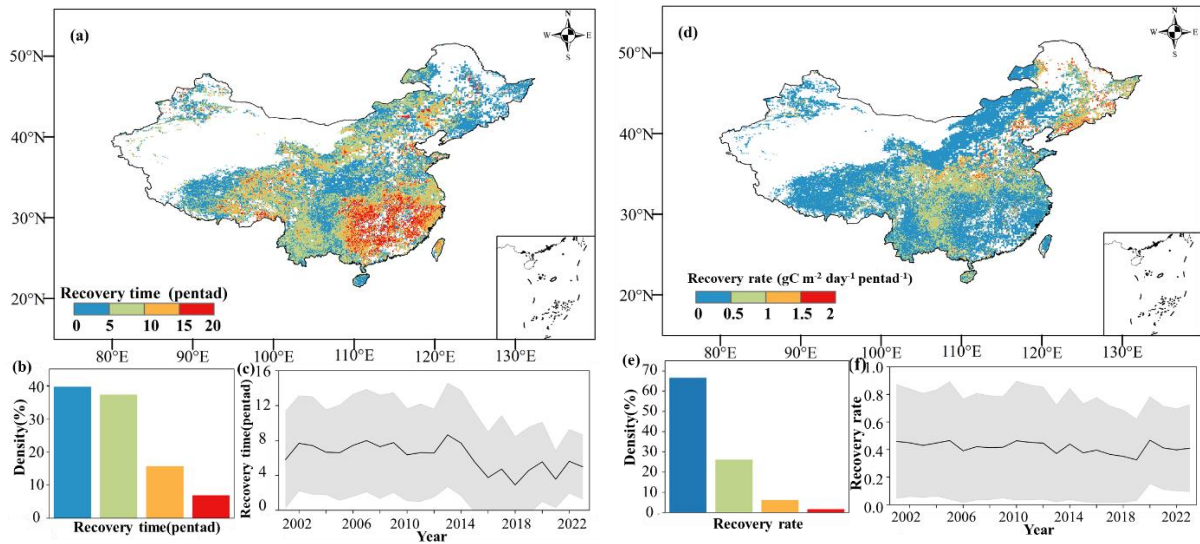 (a)
N
W
E
S
50°N
40°N
30°N
20°N
Recovery time (pentad)
0 5 10 15 20
80°E 90°E 100°E 110°E 120°E 130°E
(d)
N
W
E
S
50°N
40°N
30°N
20°N
Recovery rate (gC m⁻² day⁻¹ pentad⁻¹)
0 0.5 1 1.5 2
80°E 90°E 100°E 110°E 120°E 130°E
(b)
Density(%)
40
30
20
10
0
Recovery time(pentad)
(c)
Recovery time(pentad)
16
12
8
4
0
2002 2006 2010 2014 2018 2022
Year
(e)
Density(%)
70
60
50
40
30
20
10
0
Recovery rate
(f)
Recovery rate
1.0
0.8
0.6
0.4
0.2
0.0
2002 2006 2010 2014 2018 2022
Year